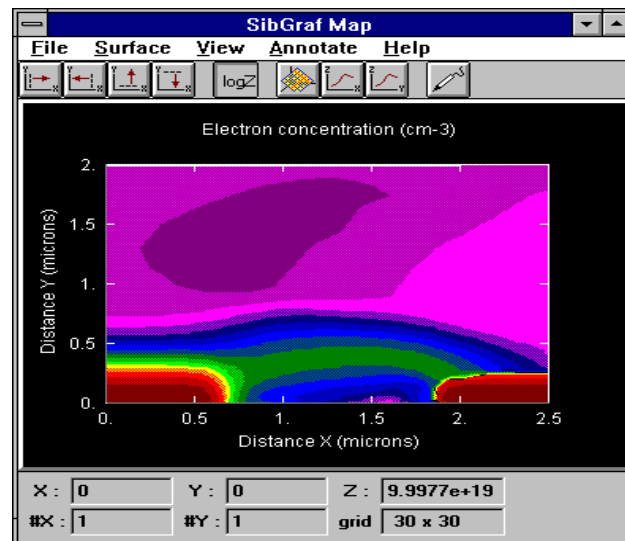 SibGraf Map
File Surface View Annotate Help
Y X Y X Y X Y X logZ Z X Z Y
Electron concentration (cm-3)
Distance Y (microns)
2.
1.5
1.
0.5
0.
0. 0.5 1. 1.5 2. 2.5
Distance X (microns)
X : 0 Y : 0 Z : 9.9977e+19
#X : 1 #Y : 1 grid 30 x 30